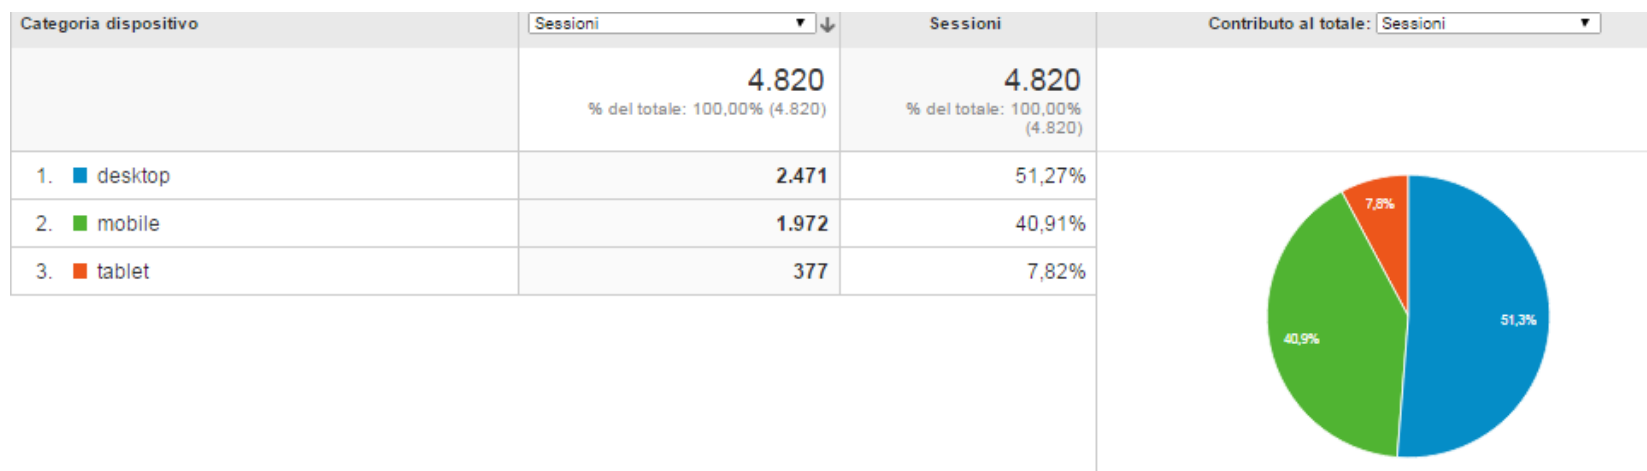 Categoria dispositivo
Sessioni
Sessioni
Contributo al totale: Sessioni
4.820
% del totale: 100,00% (4.820)
4.820
% del totale: 100,00%
(4.820)
1. desktop 2.471 51,27%
2. mobile 1.972 40,91%
3. tablet 377 7,82%
7,8%
51,3%
40,9%